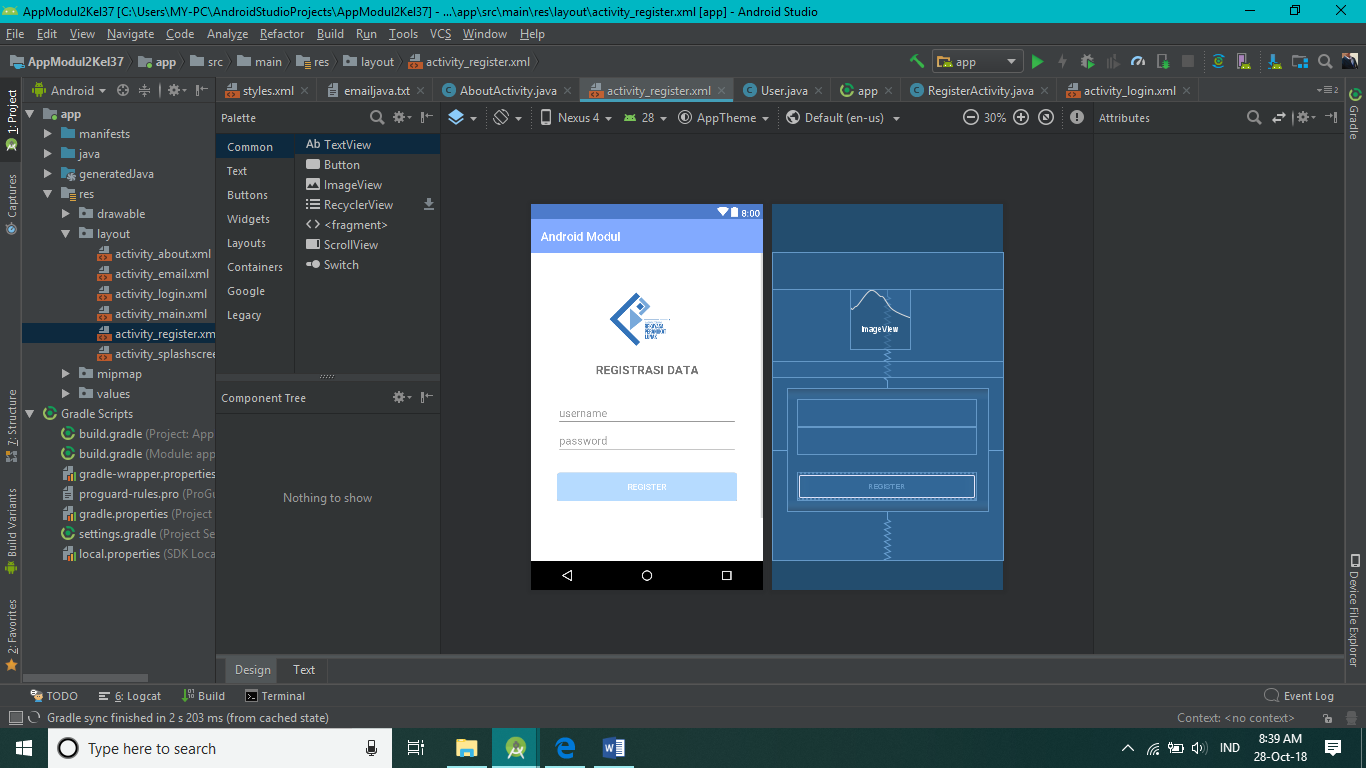 AppModul2Kel37 [C:\Users\MY-PC\AndroidStudioProjects\AppModul2Kel37] - ...\app\src\main\res\layout\activity_register.xml [app] - Android Studio
File Edit View Navigate Code Analyze Refactor Build Run Tools VCS Window Help
AppModul2Kel37 app src main res layout activity_register.xml app
Android styles.xml emailjava.txt AboutActivity.java activity_register.xml User.java app RegisterActivity.java activity_login.xml 2
1: Project
Captures
7: Structure
Build Variants
2: Favorites
app
manifests
java
generatedJava
res
drawable
layout
activity_about.xml
activity_email.xml
activity_login.xml
activity_main.xml
activity_register.xm
activity_splashscree
mipmap
values
Gradle Scripts
build.gradle (Project: App
build.gradle (Module: app
gradle-wrapper.properties
proguard-rules.pro (ProGu
gradle.properties (Project
settings.gradle (Project Se
local.properties (SDK Loca
Palette
Common
Text
Buttons
Widgets
Layouts
Containers
Google
Legacy
Ab TextView
Button
ImageView
RecyclerView
<fragment>
ScrollView
Switch
Component Tree
Nothing to show
Nexus 4 28 AppTheme Default (en-us) 30%
Attributes
8:00
Android Modul
REKAYASA
PERANGKAT
LUNAK
REGISTRASI DATA
username
password
REGISTER
ImageView
REGISTER
Gradle
Device File Explorer
Design Text
TODO 6: Logcat Build Terminal Event Log
Gradle sync finished in 2 s 203 ms (from cached state) Context: <no context>
Type here to search
IND
8:39 AM
28-Oct-18